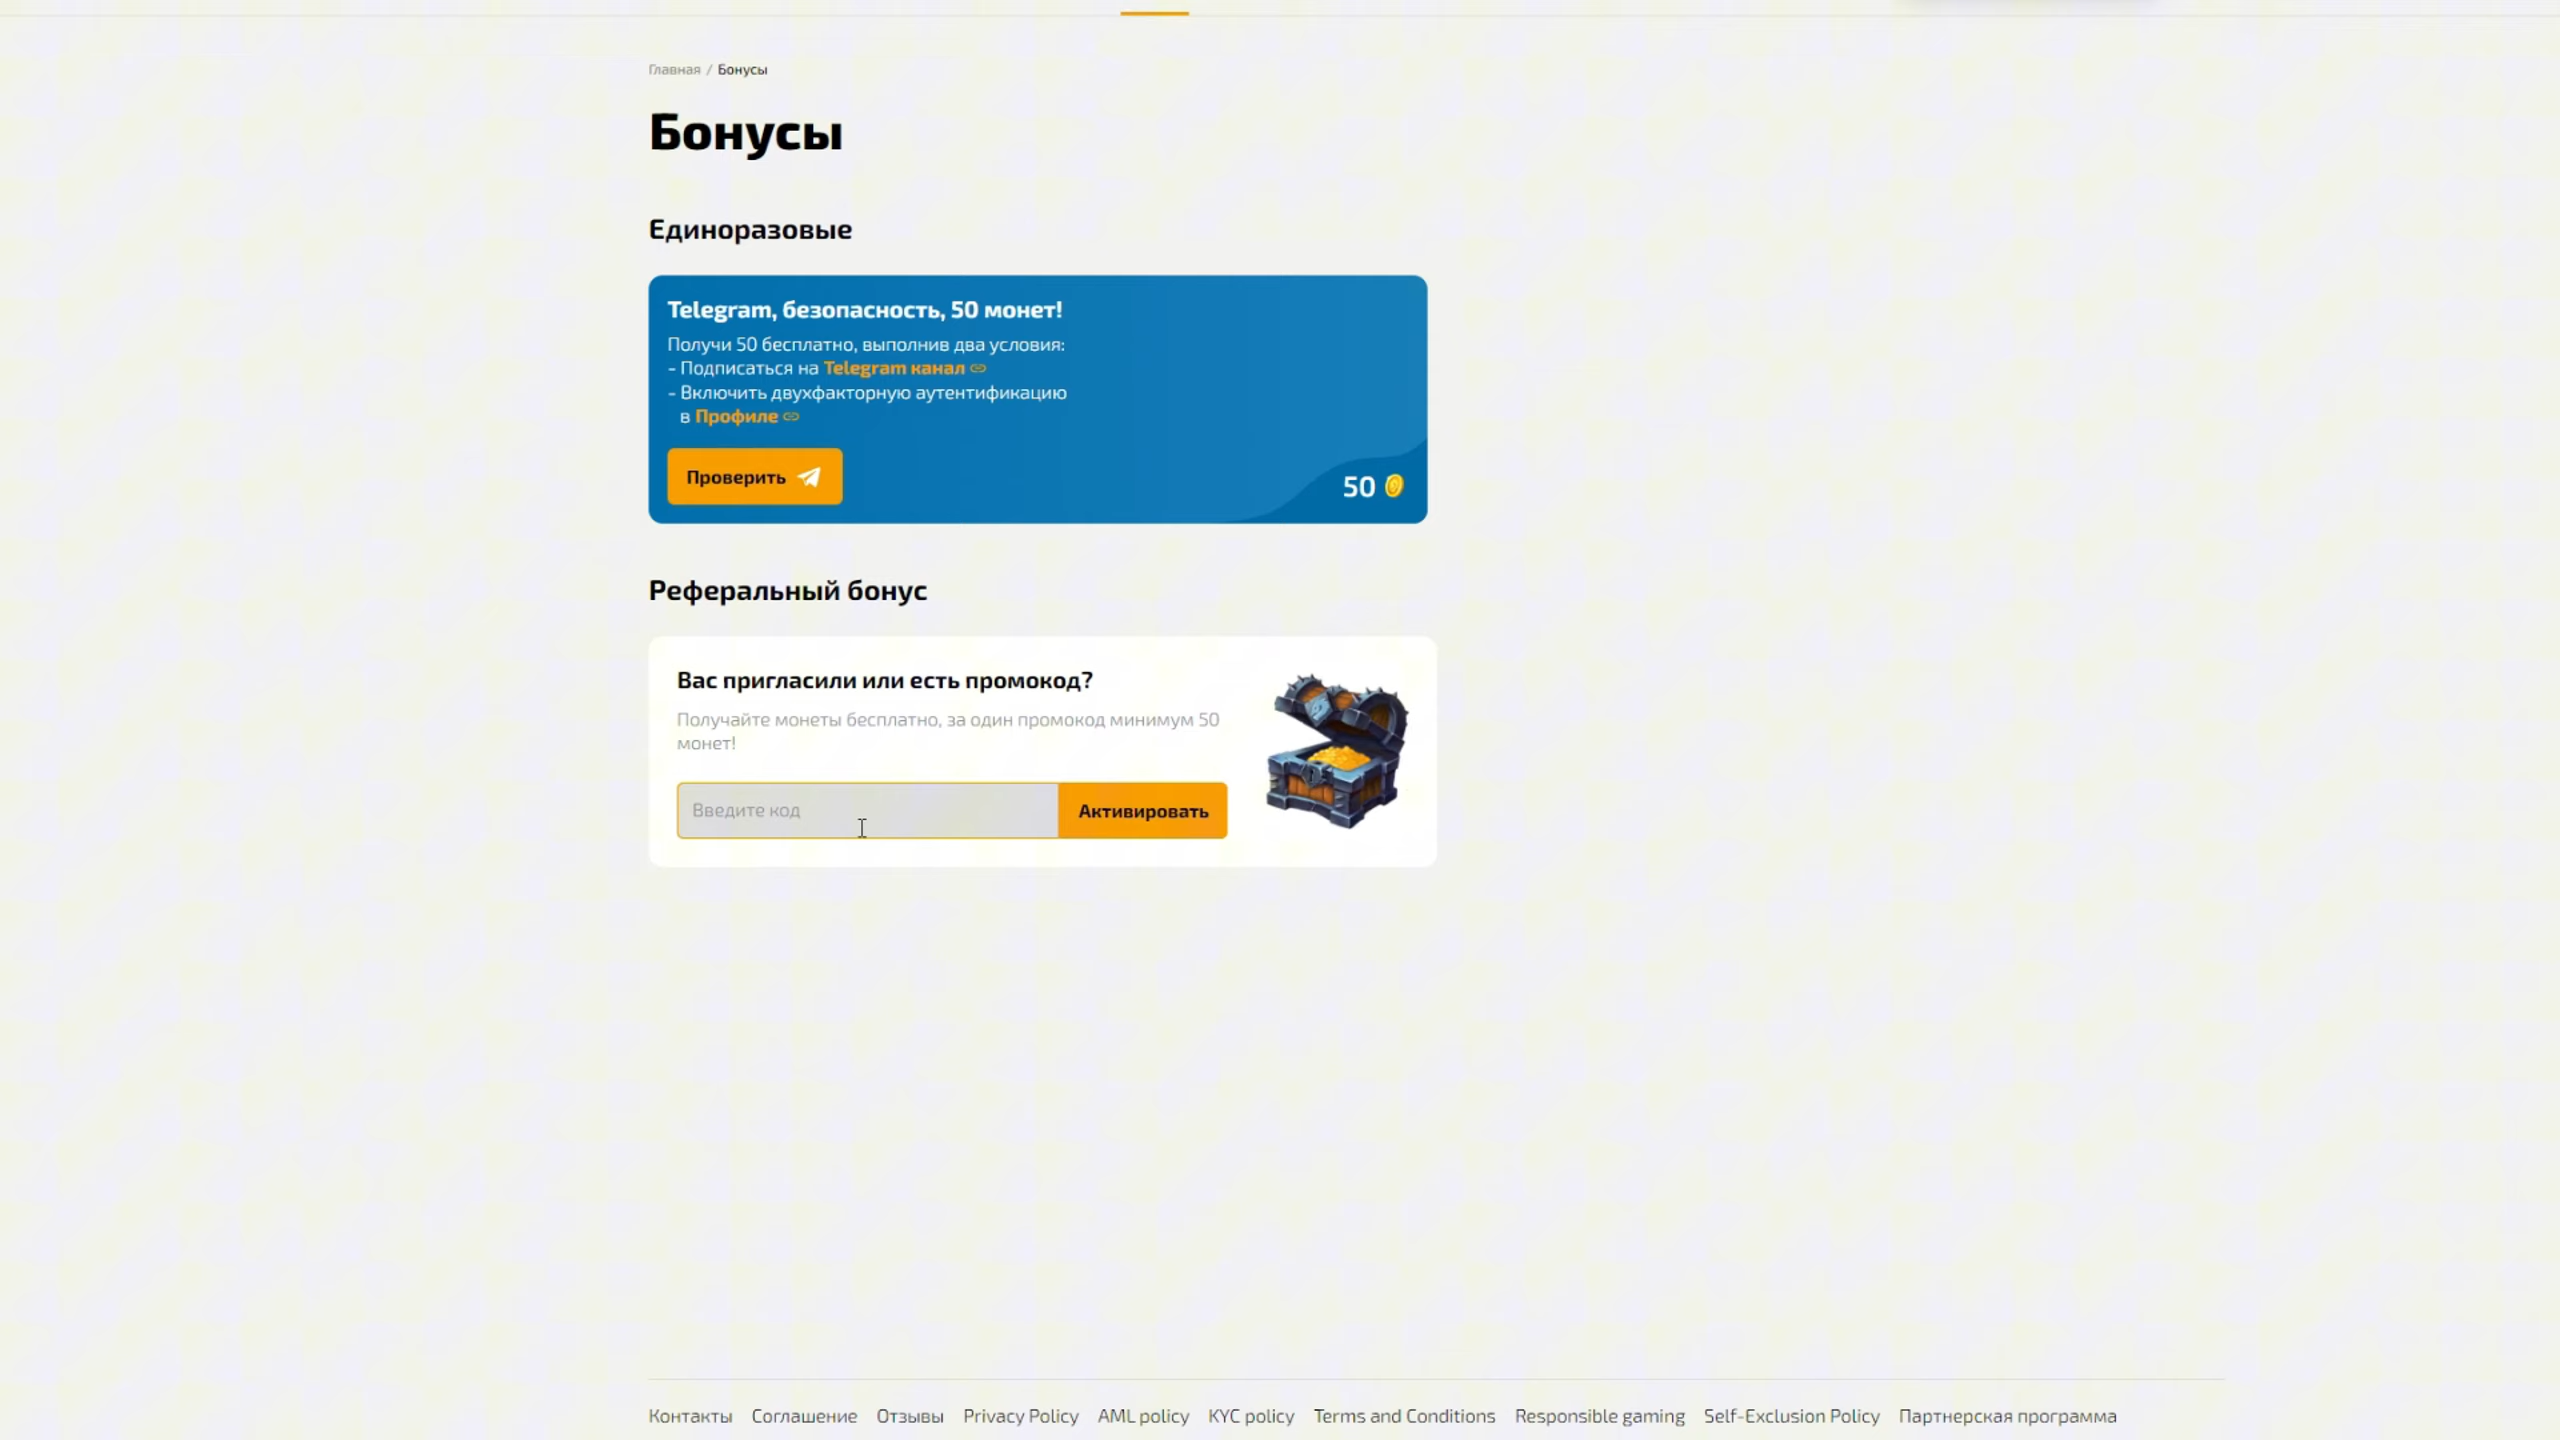 Главная / Бонусы
Бонусы
Единоразовые
Telegram, безопасность, 50 монет!
Получи 50 бесплатно, выполнив два условия:
- Подписаться на Telegram канал
- Включить двухфакторную аутентификацию
в Профиле
Проверить
50
Реферальный бонус
Вас пригласили или есть промокод?
Получайте монеты бесплатно, за один промокод минимум 50
монет!
Введите код
Активировать
Контакты Соглашение Отзывы Privacy Policy AML policy KYC policy Terms and Conditions Responsible gaming Self-Exclusion Policy Партнерская программа